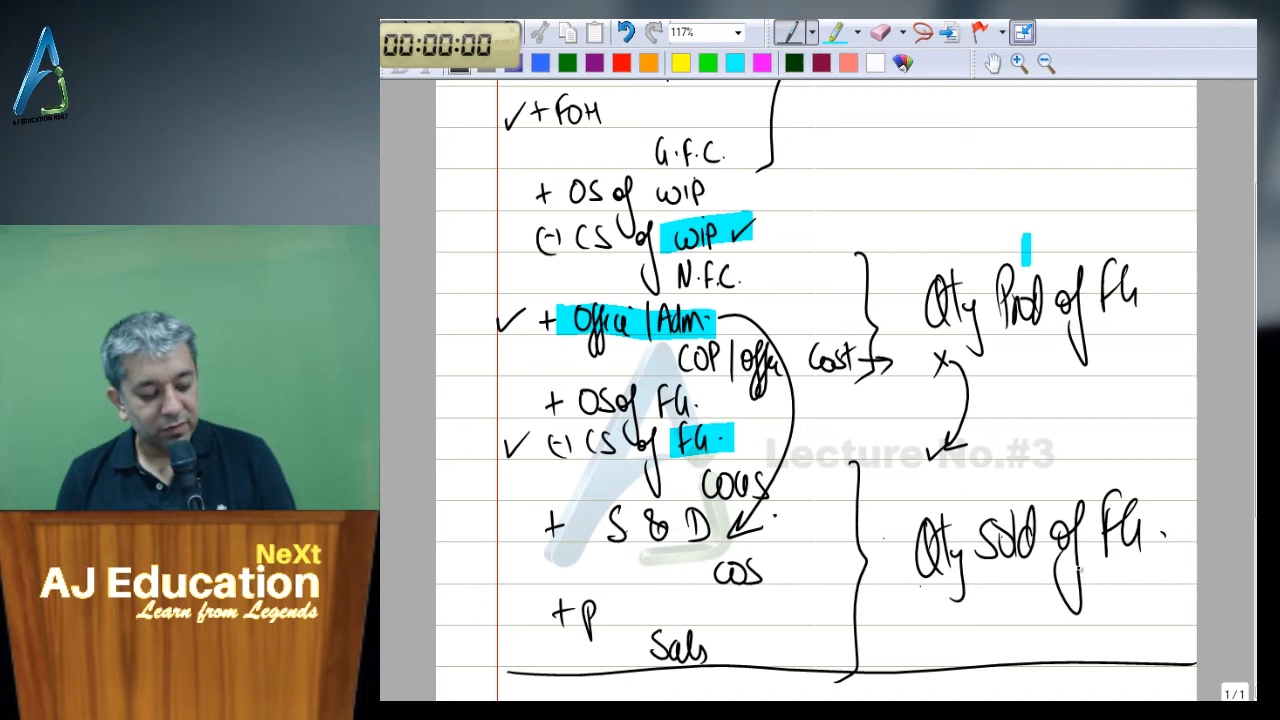 AJ EDUCATION NEXT
00:00:00
117%
✓ + FOH
G.F.C.
+ OS of WIP
(-) CS of WIP ✓
N.F.C.
✓ + Office | Adm.
COP | Offi Cost →
+ OS of FG.
✓ (-) CS of FG.
COGS
+ S & D
COS
+ P
Sales
Qty Prod of FG
x
✓
Qty Sold of FG.
Lecture No.#3
NeXt
AJ Education
Learn from Legends
1/1